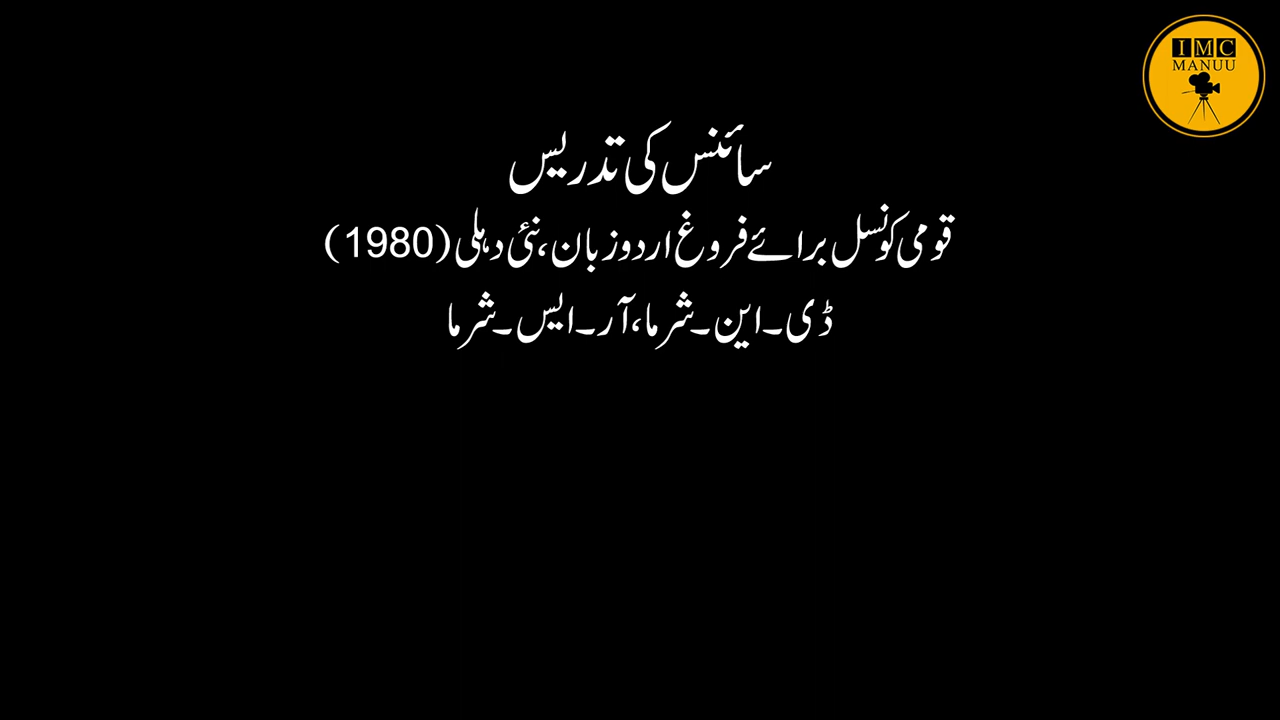 IMC
MANUU
سائنس کی تدریس
قومی کونسل برائے فروغ اردو زبان، نئی دہلی (1980)
ڈی۔این۔شرما، آر۔ایس۔شرما